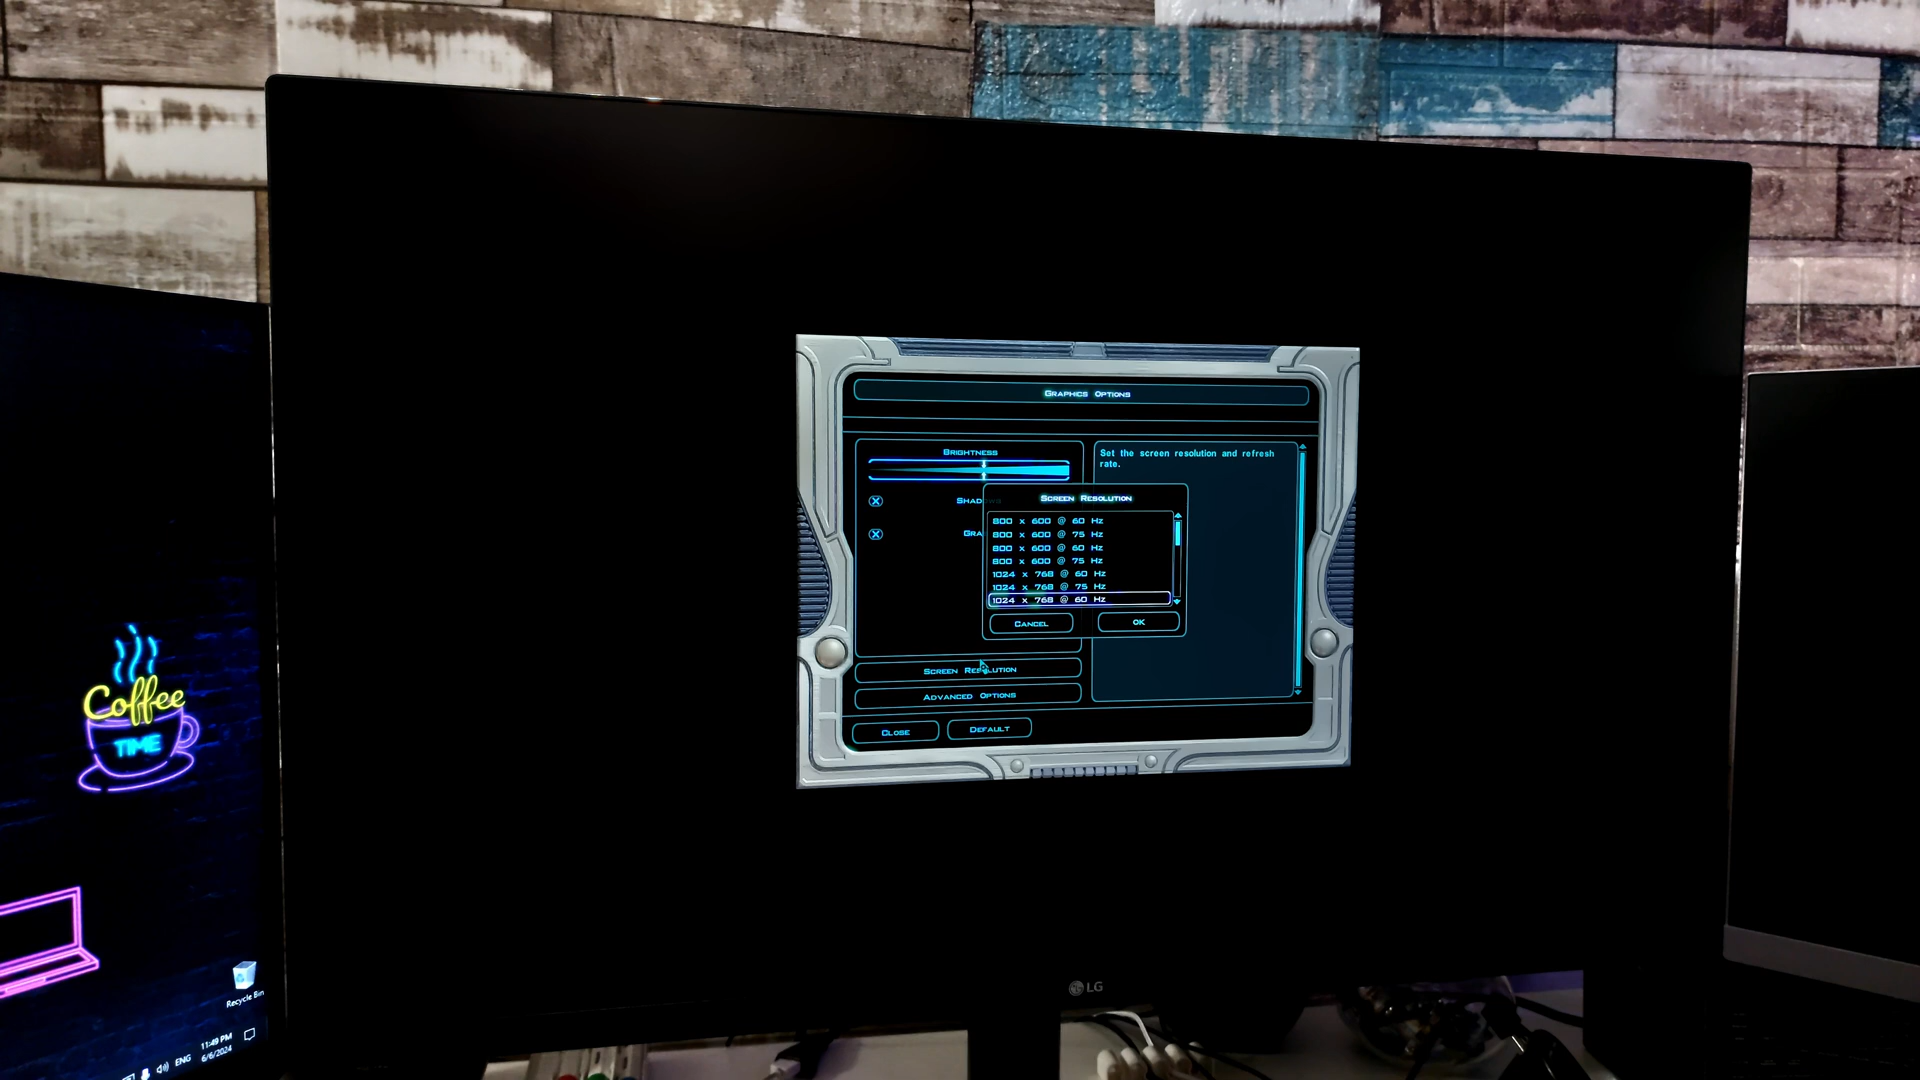 Graphics Options
Brightness
Set the screen resolution and refresh
rate.
Shad
Gra
Screen Resolution
800 x 600 @ 60 Hz
800 x 600 @ 75 Hz
800 x 600 @ 60 Hz
800 x 600 @ 75 Hz
1024 x 768 @ 60 Hz
1024 x 768 @ 75 Hz
1024 x 768 @ 60 Hz
Cancel
OK
Screen Resolution
Advanced Options
Close
Default
Coffee
TIME
Recycle Bin
ENG
11:49 PM
6/6/2024
LG